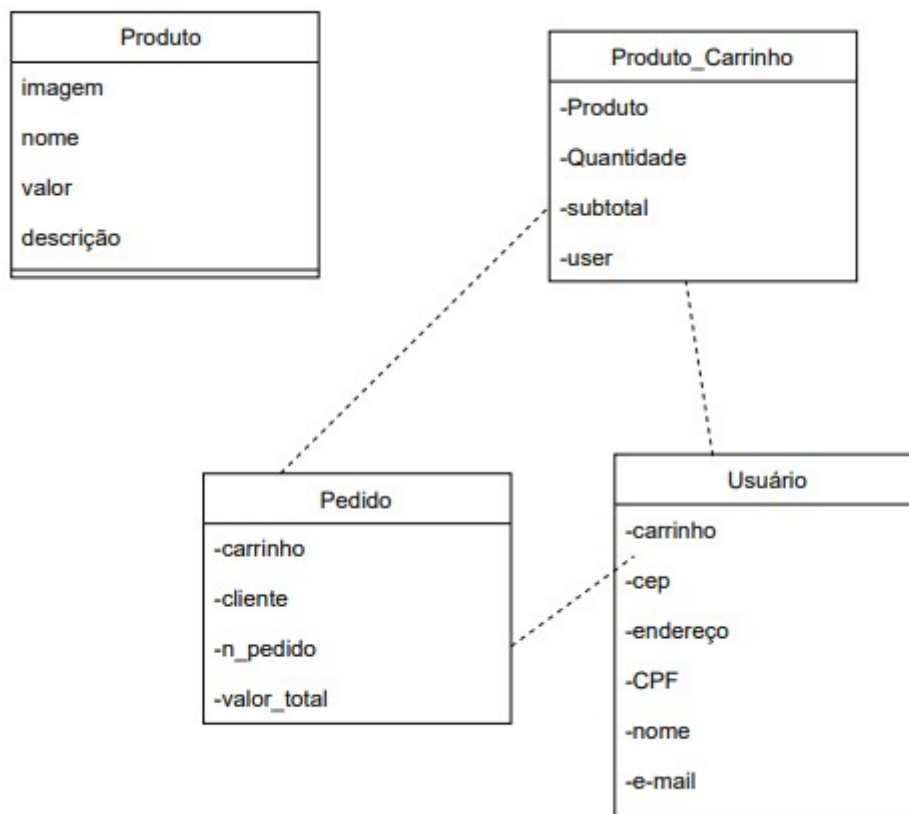 Produto
imagem
nome
valor
descrição
Produto_Carrinho
-Produto
-Quantidade
-subtotal
-user
Pedido
-carrinho
-cliente
-n_pedido
-valor_total
Usuário
-carrinho
-cep
-endereço
-CPF
-nome
-e-mail